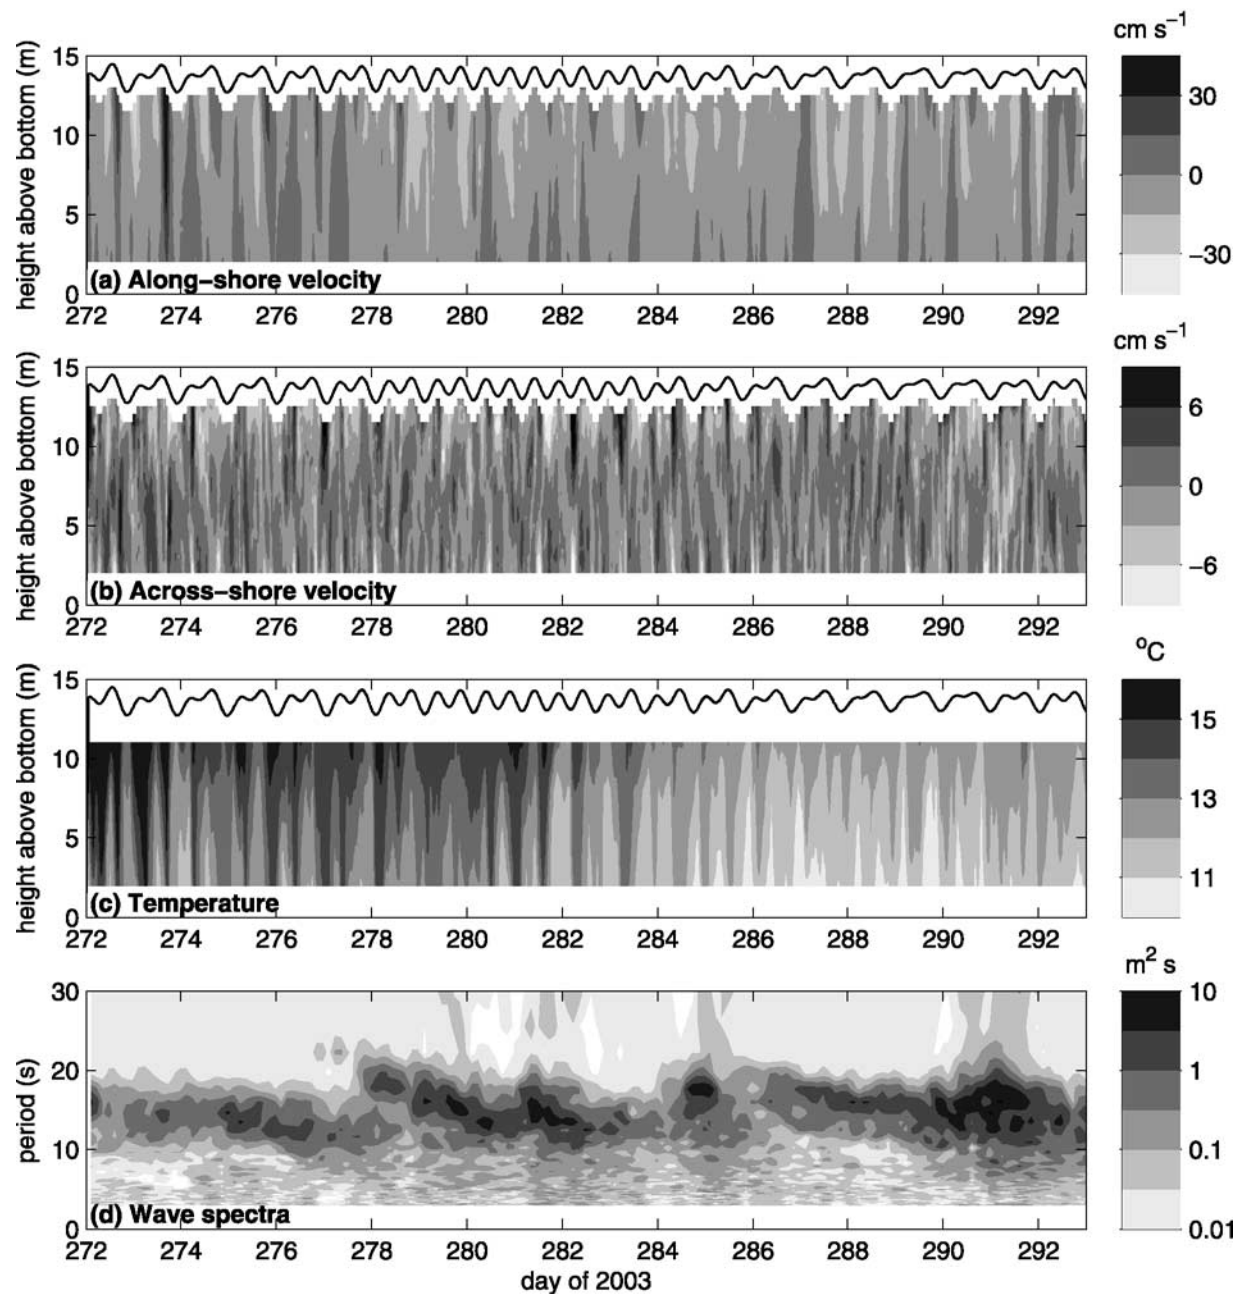 cm s⁻¹
height above bottom (m)
15
10
5
0
30
0
−30
(a) Along−shore velocity
272 274 276 278 280 282 284 286 288 290 292
cm s⁻¹
height above bottom (m)
15
10
5
0
6
0
−6
(b) Across−shore velocity
272 274 276 278 280 282 284 286 288 290 292
°C
height above bottom (m)
15
10
5
0
15
13
11
(c) Temperature
272 274 276 278 280 282 284 286 288 290 292
m² s
period (s)
30
20
10
0
10
1
0.1
0.01
(d) Wave spectra
272 274 276 278 280 282 284 286 288 290 292
day of 2003